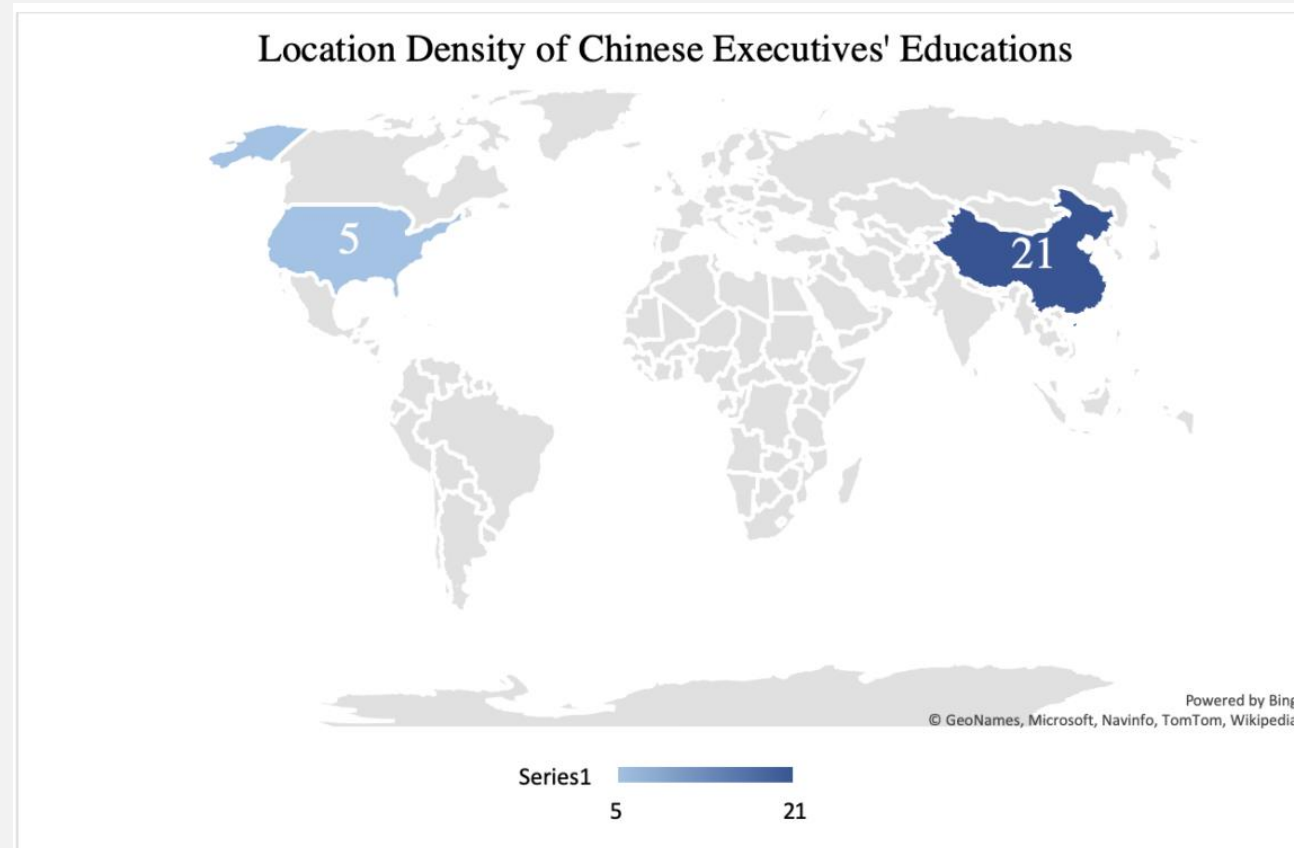 Location Density of Chinese Executives' Educations
5
21
Powered by Bing
© GeoNames, Microsoft, Navinfo, TomTom, Wikipedia
Series1
5
21